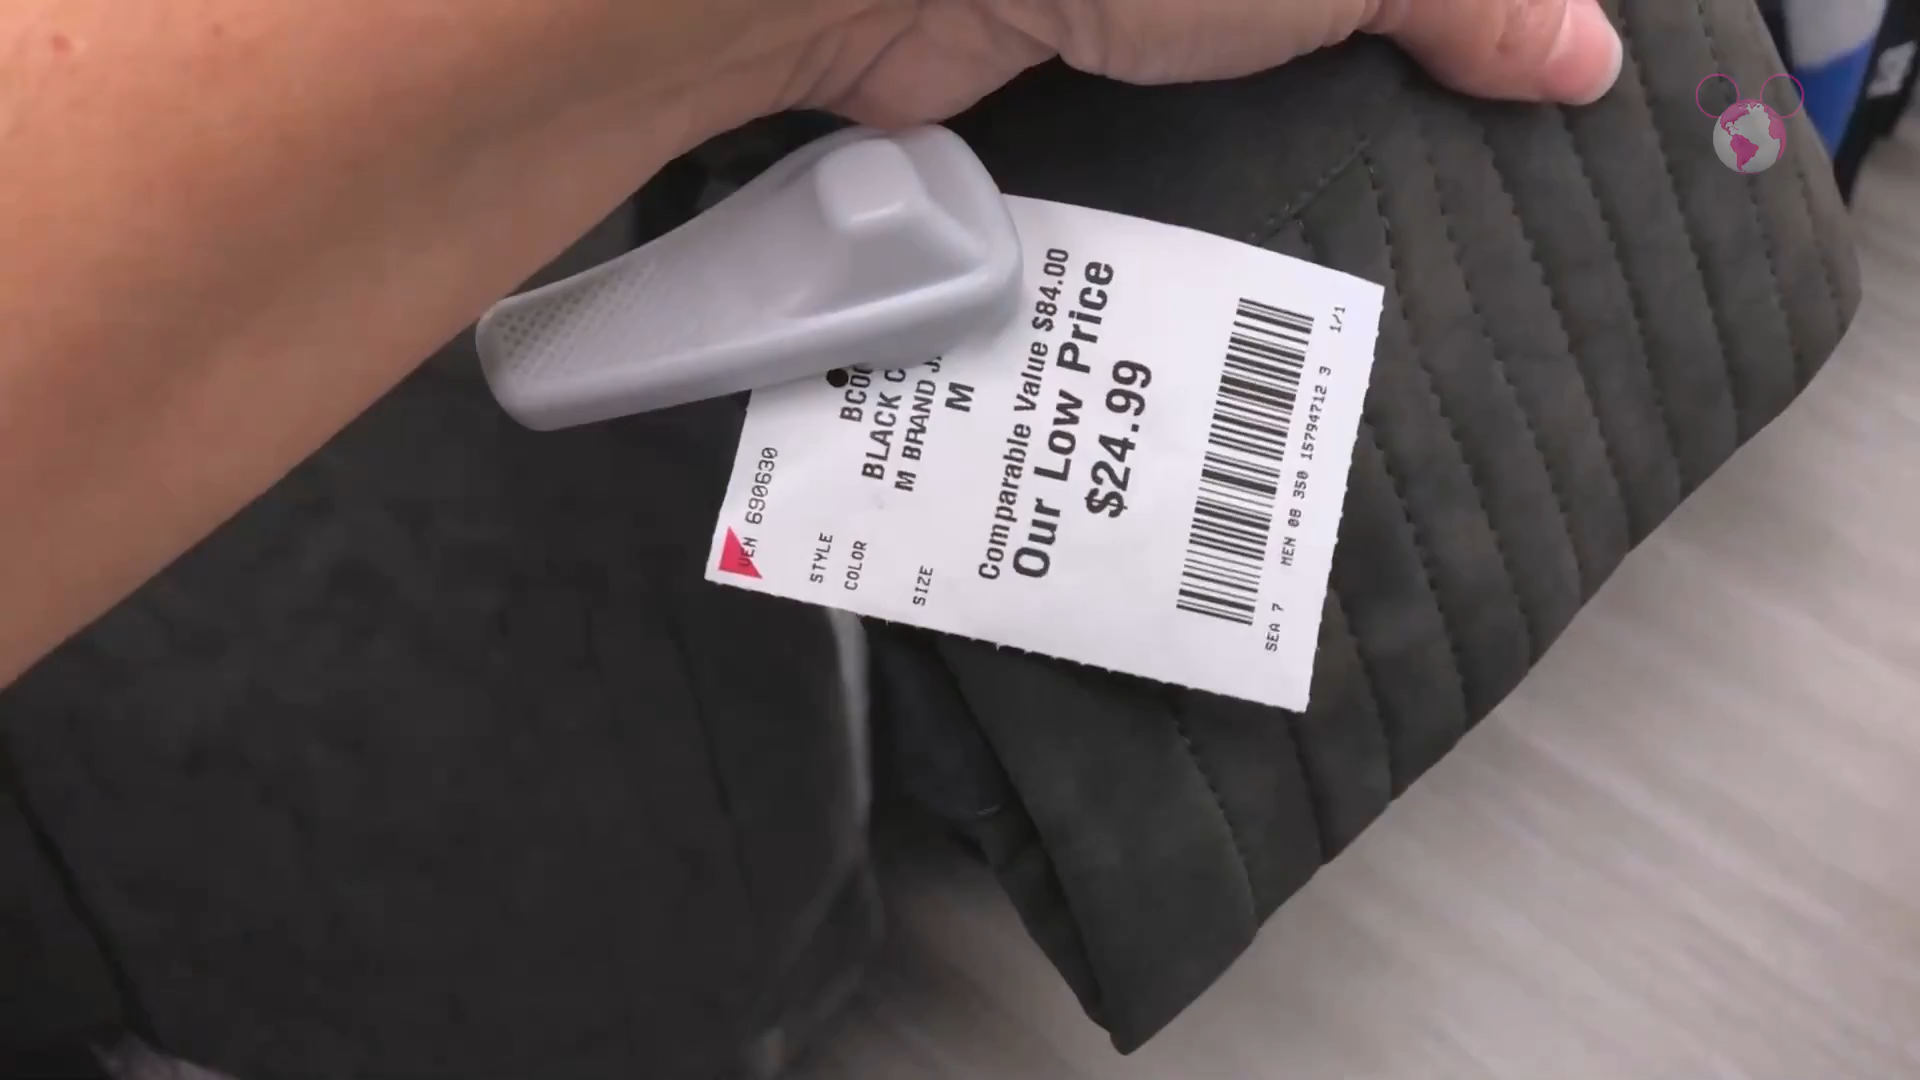 VEN 690630
STYLE
COLOR BLACK
M BRAND
SIZE M
Comparable Value $84.00
Our Low Price
$24.99
SEA 7 MEN 08 350 15794712 3 1/1